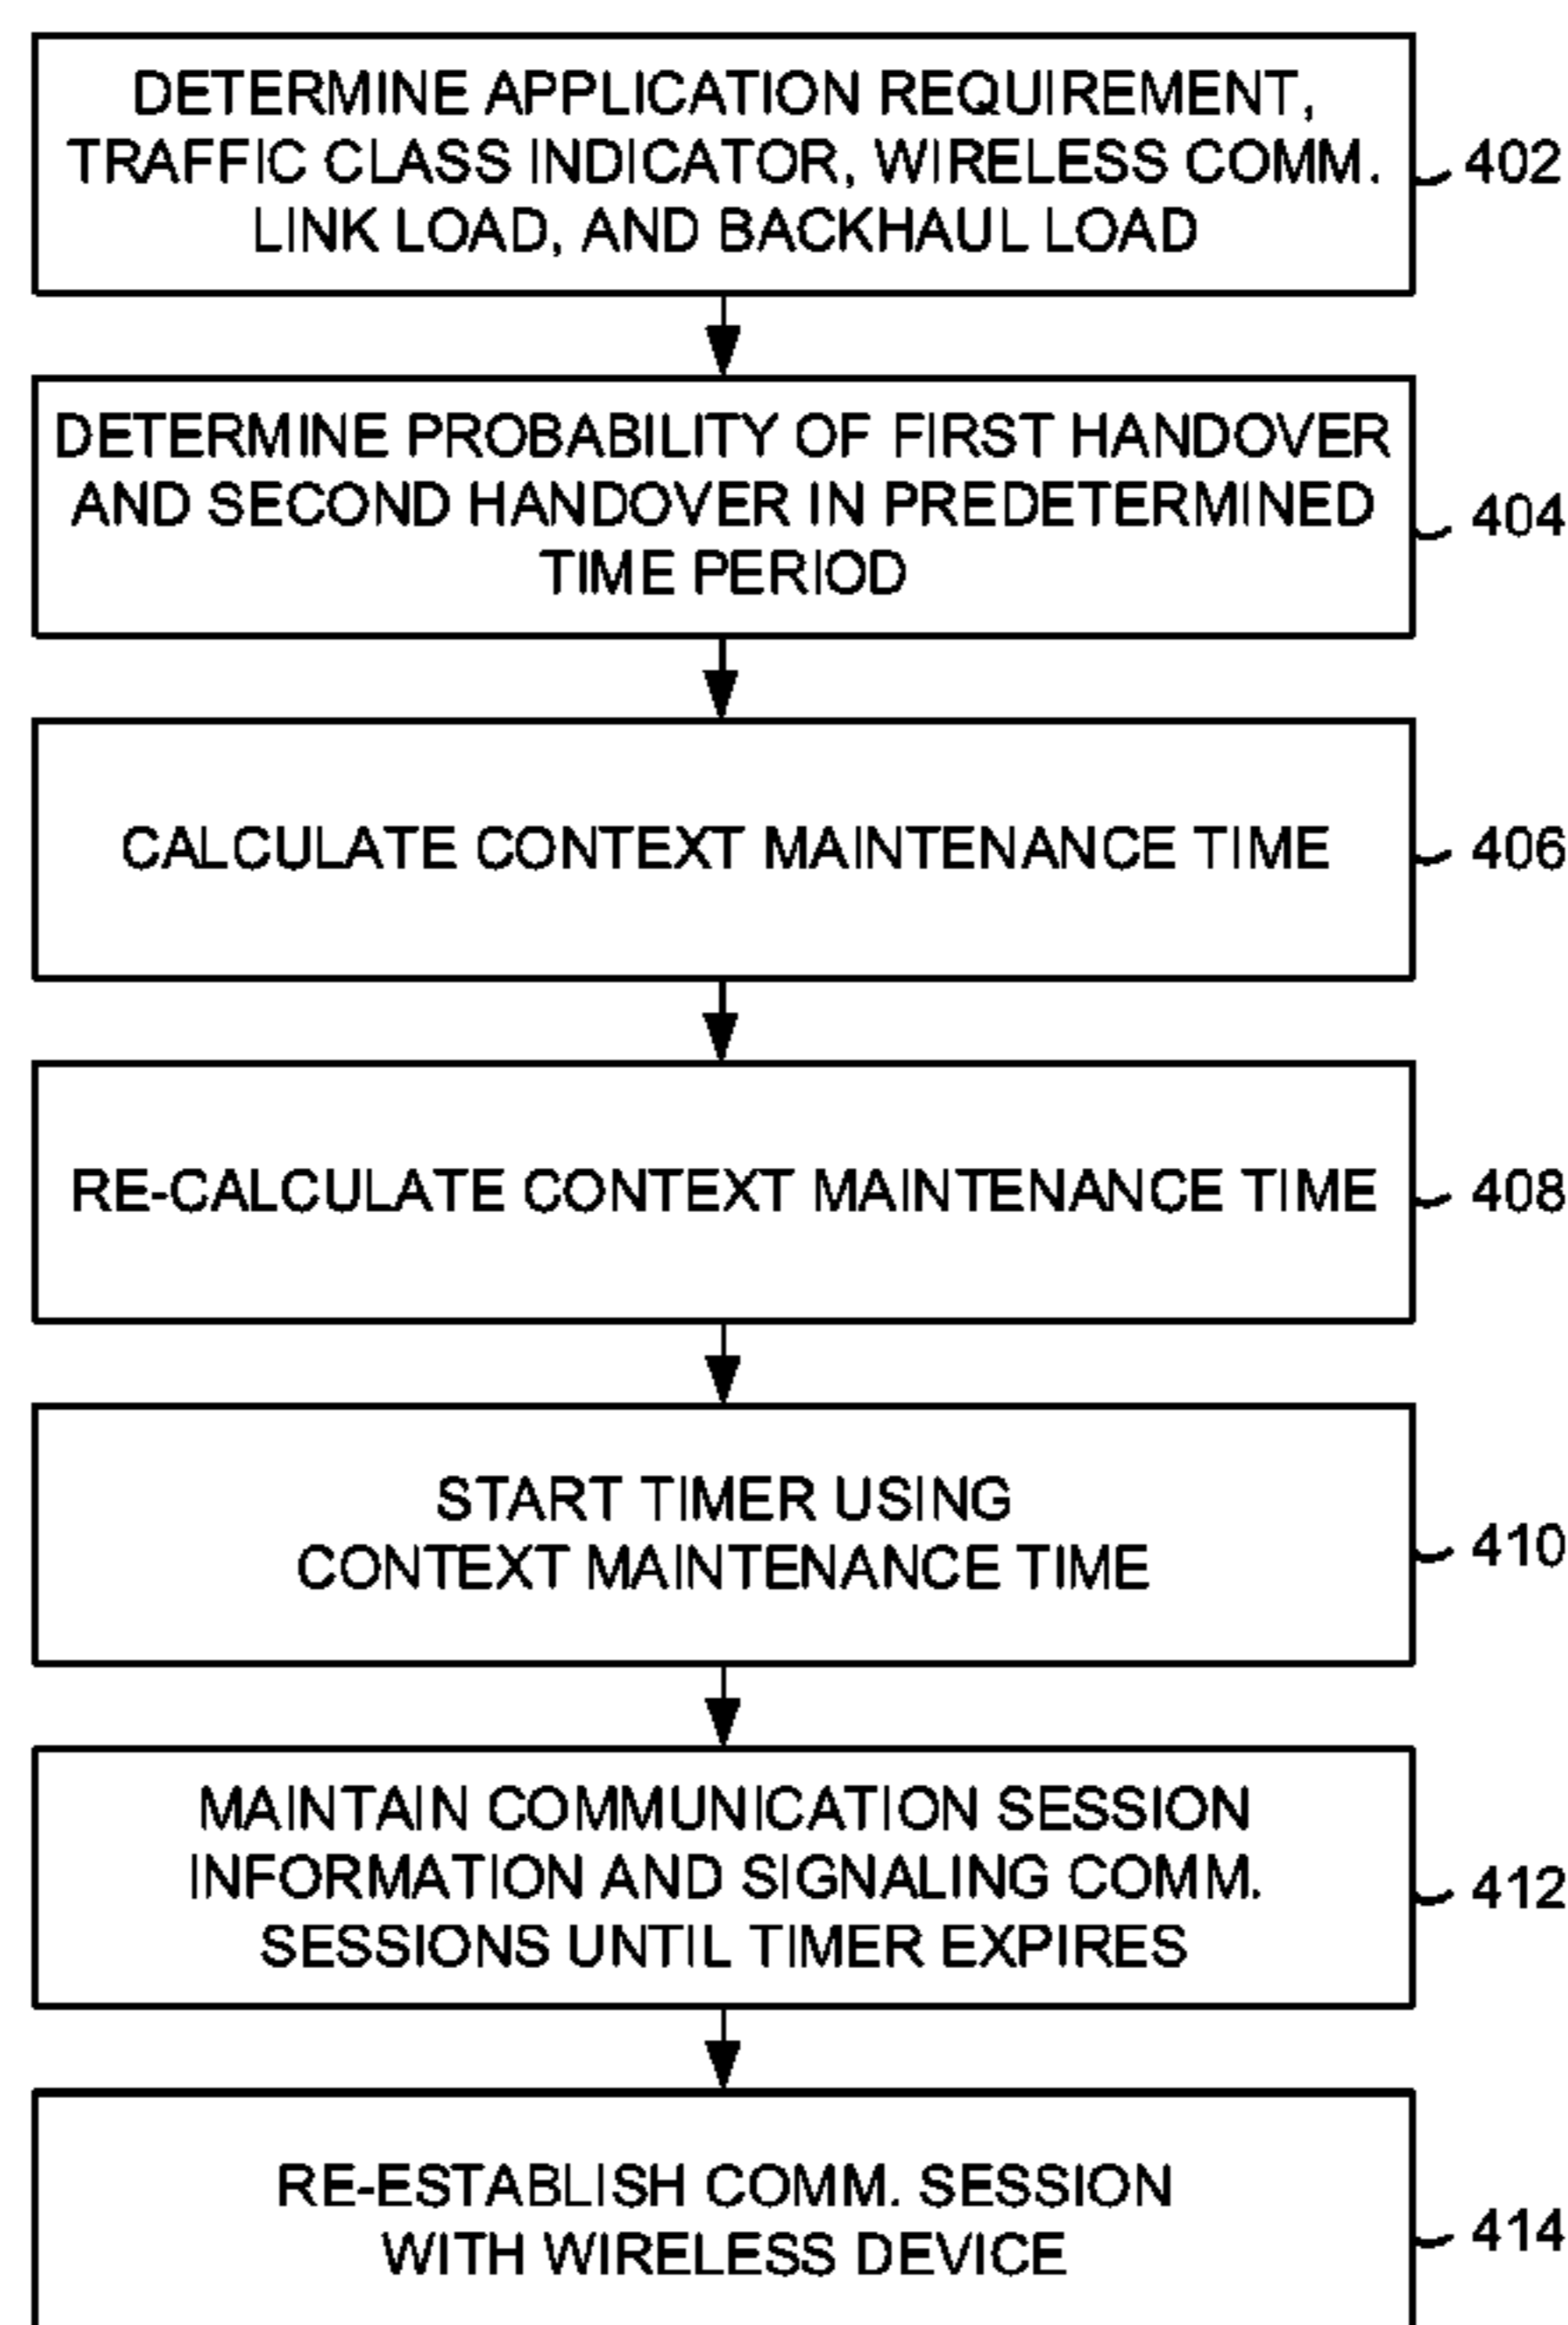 DETERMINE APPLICATION REQUIREMENT,
TRAFFIC CLASS INDICATOR, WIRELESS COMM.
LINK LOAD, AND BACKHAUL LOAD
402
DETERMINE PROBABILITY OF FIRST HANDOVER
AND SECOND HANDOVER IN PREDETERMINED
TIME PERIOD
404
CALCULATE CONTEXT MAINTENANCE TIME
406
RE-CALCULATE CONTEXT MAINTENANCE TIME
408
START TIMER USING
CONTEXT MAINTENANCE TIME
410
MAINTAIN COMMUNICATION SESSION
INFORMATION AND SIGNALING COMM.
SESSIONS UNTIL TIMER EXPIRES
412
RE-ESTABLISH COMM. SESSION
WITH WIRELESS DEVICE
414